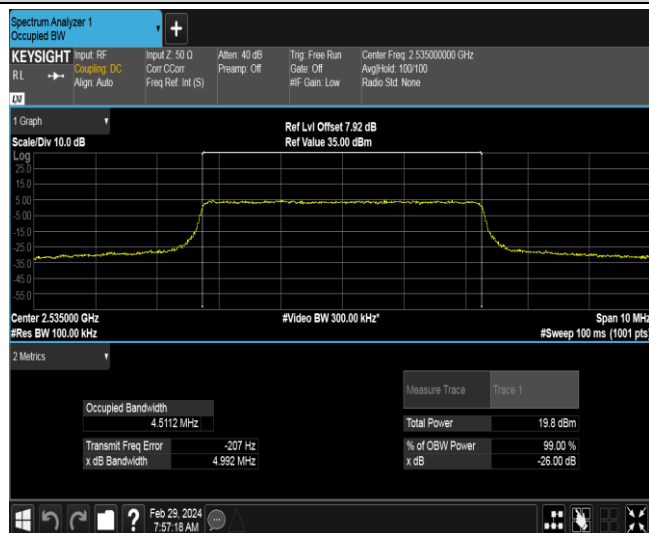 Spectrum Analyzer 1
Occupied BW
+
KEYSIGHT Input: RF Input Z: 50 Ω Atten: 40 dB Trig: Free Run Center Freq: 2.535000000 GHz
RL Coupling: DC Corr CCorr Preamp: Off Gate: Off Avg|Hold: 100/100
Align: Auto Freq Ref: Int (S) #IF Gain: Low Radio Std: None
LXI
1 Graph
Ref Lvl Offset 7.92 dB
Scale/Div 10.0 dB Ref Value 35.00 dBm
Log
25.0
15.0
5.00
-5.00
-15.0
-25.0
-35.0
-45.0
-55.0
Center 2.535000 GHz #Video BW 300.00 kHz* Span 10 MHz
#Res BW 100.00 kHz #Sweep 100 ms (1001 pts)
2 Metrics
Measure Trace Trace 1
Occupied Bandwidth
4.5112 MHz Total Power 19.8 dBm
Transmit Freq Error -207 Hz % of OBW Power 99.00 %
x dB Bandwidth 4.992 MHz x dB -26.00 dB
? Feb 29, 2024
7:57:18 AM